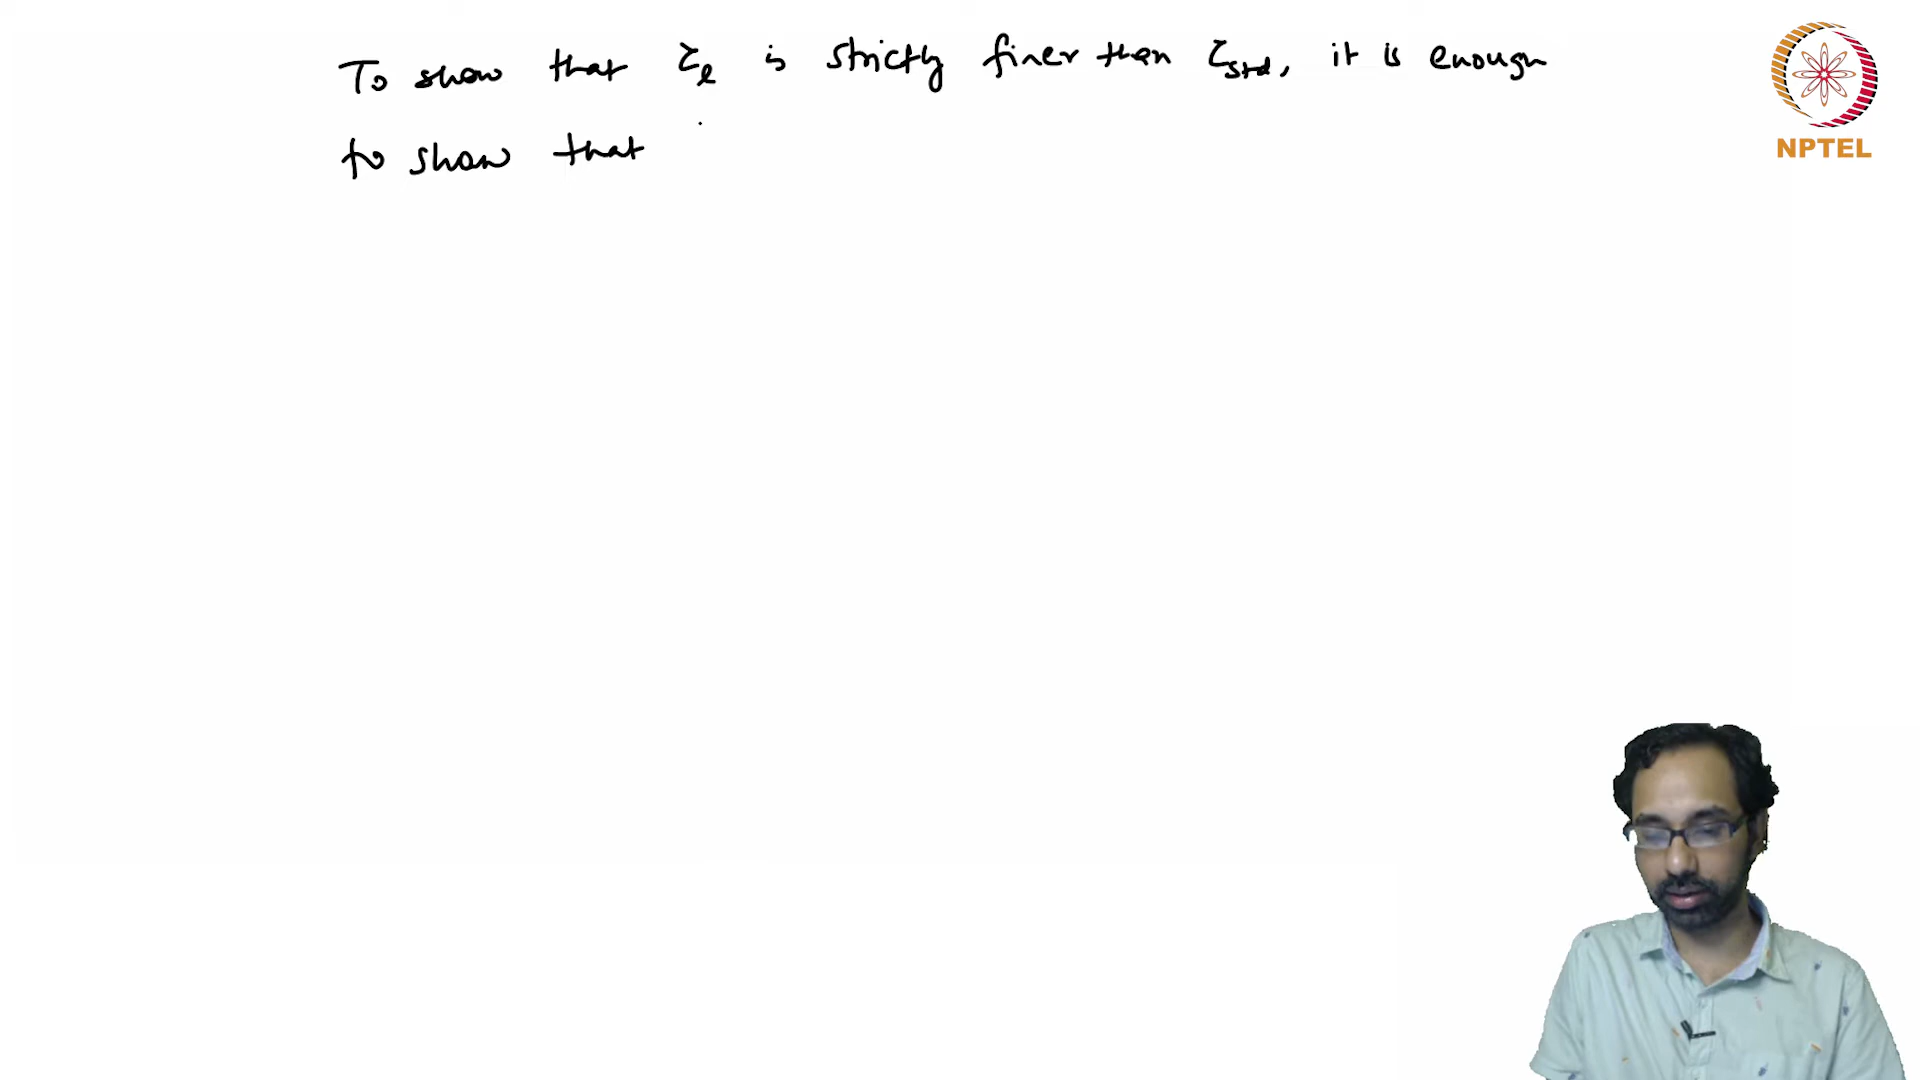 To show that τ_ℓ is strictly finer than τ_std, it is enough
to show that
NPTEL